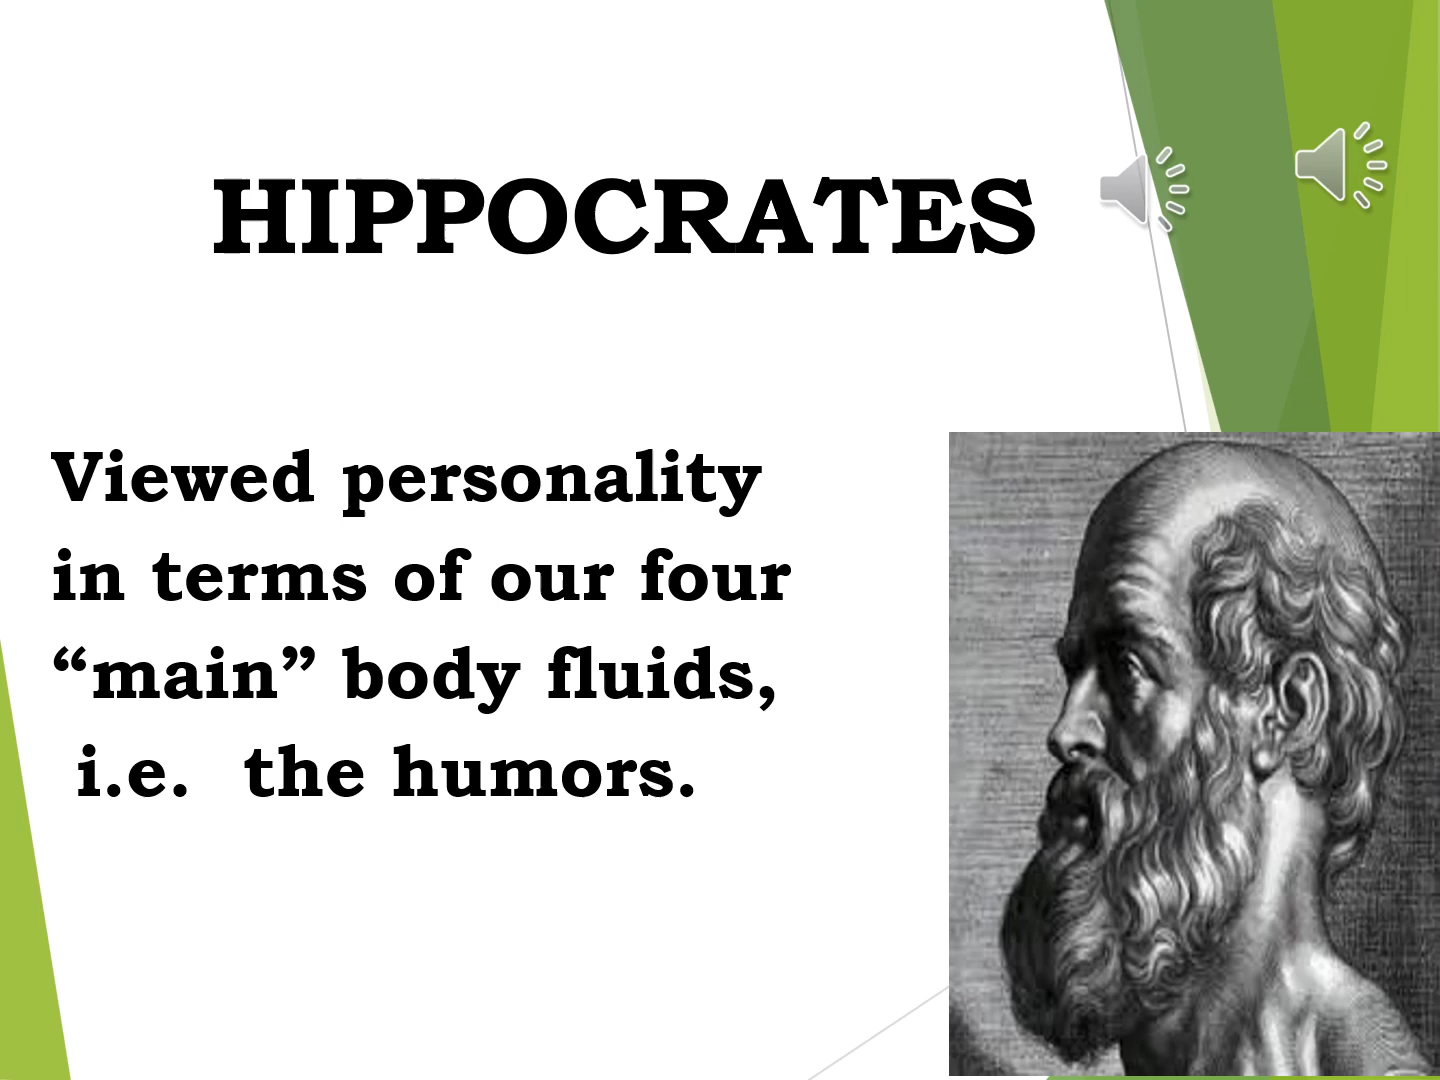 HIPPOCRATES
Viewed personality
in terms of our four
“main” body fluids,
i.e. the humors.